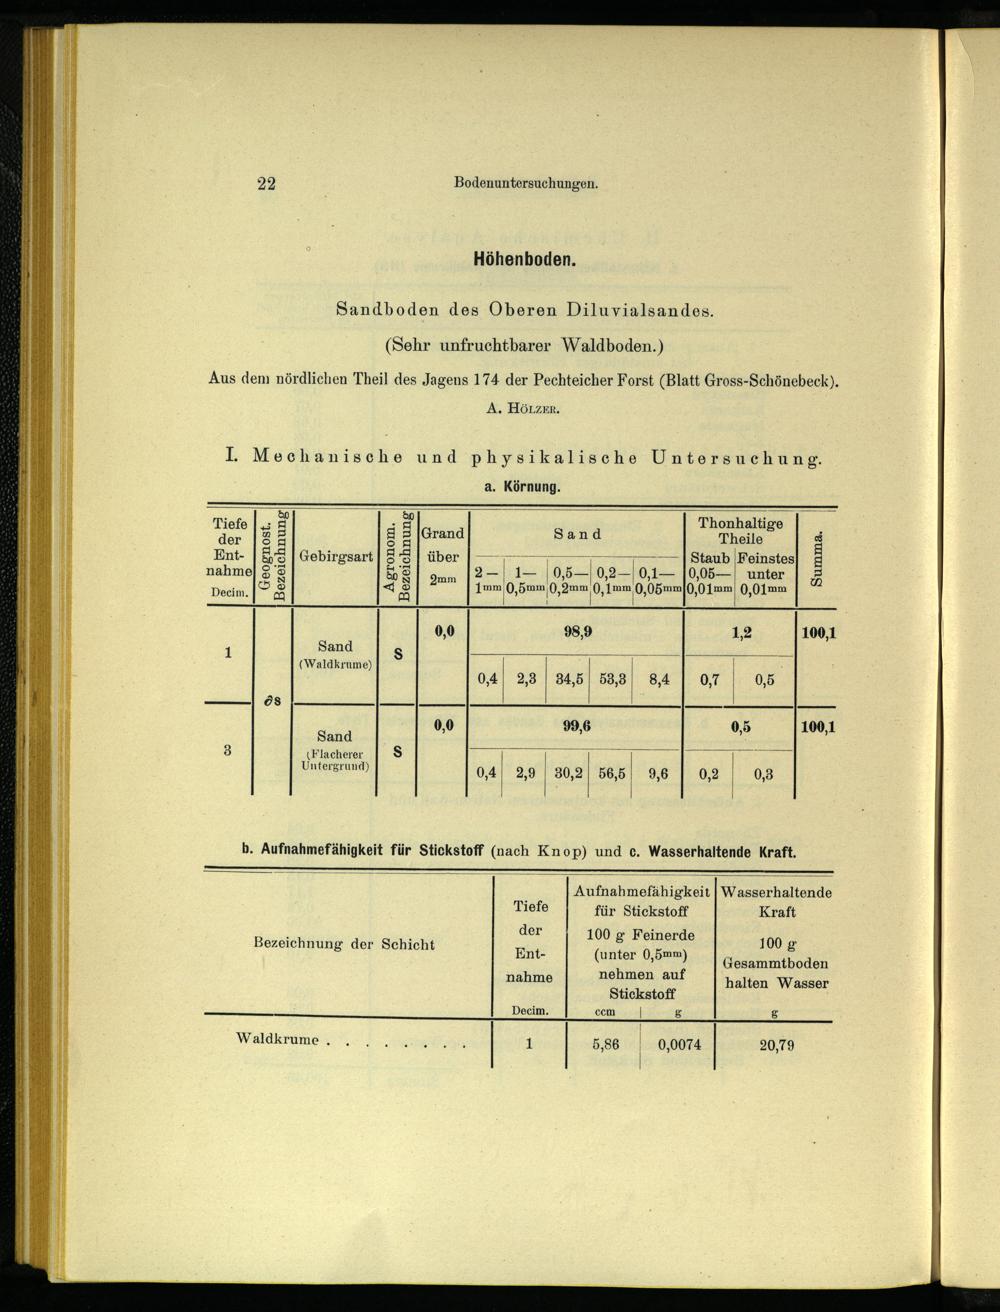 22 Bodenuntersuchungen.
Höhenboden.
Sandboden des Oberen Diluvialsandes.
(Sehr unfruchtbarer Waldboden.)
Aus dem nördlichen Theil des Jagens 174 der Pechteicher Forst (Blatt Gross-Schönebeck).
A. HÖLZER.
I. Mechanische und physikalische Untersuchung.
a. Körnung.
Tiefe der Ent-nahme Decim. | Geognost. Bezeichnung | Gebirgsart | Agronom. Bezeichnung | Grand über 2mm | Sand | Thonhaltige Theile | Summa.
2— 1mm | 1— 0,5mm | 0,5— 0,2mm | 0,2— 0,1mm | 0,1— 0,05mm | Staub 0,05— 0,01mm | Feinstes unter 0,01mm
1 | ∂s | Sand (Waldkrume) | S | 0,0 | 98,9 | 1,2 | 100,1
0,4 | 2,3 | 34,5 | 53,3 | 8,4 | 0,7 | 0,5
3 | Sand (Flacherer Untergrund) | S | 0,0 | 99,6 | 0,5 | 100,1
0,4 | 2,9 | 30,2 | 56,5 | 9,6 | 0,2 | 0,3
b. Aufnahmefähigkeit für Stickstoff (nach Knop) und c. Wasserhaltende Kraft.
Bezeichnung der Schicht | Tiefe der Ent-nahme Decim. | Aufnahmefähigkeit für Stickstoff 100 g Feinerde (unter 0,5mm) nehmen auf Stickstoff ccm | g | Wasserhaltende Kraft 100 g Gesammtboden halten Wasser g
Waldkrume . . . . . . . . | 1 | 5,86 | 0,0074 | 20,79